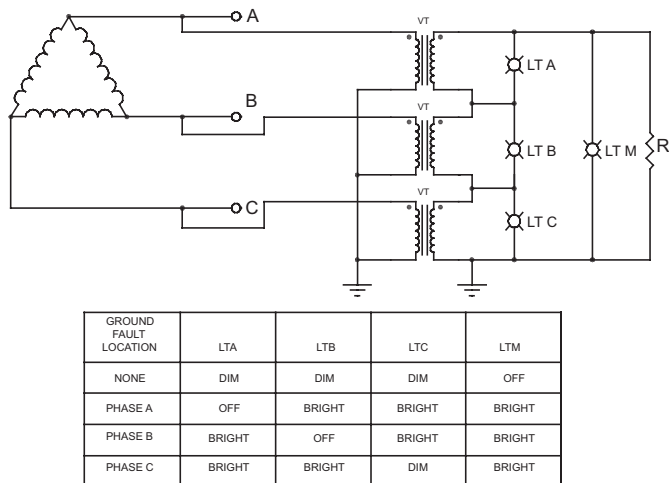 A
VT
LT A
B
VT
LT B
LT M
R
VT
C
LT C
GROUND
FAULT
LOCATION LTA LTB LTC LTM
NONE DIM DIM DIM OFF
PHASE A OFF BRIGHT BRIGHT BRIGHT
PHASE B BRIGHT OFF BRIGHT BRIGHT
PHASE C BRIGHT BRIGHT DIM BRIGHT